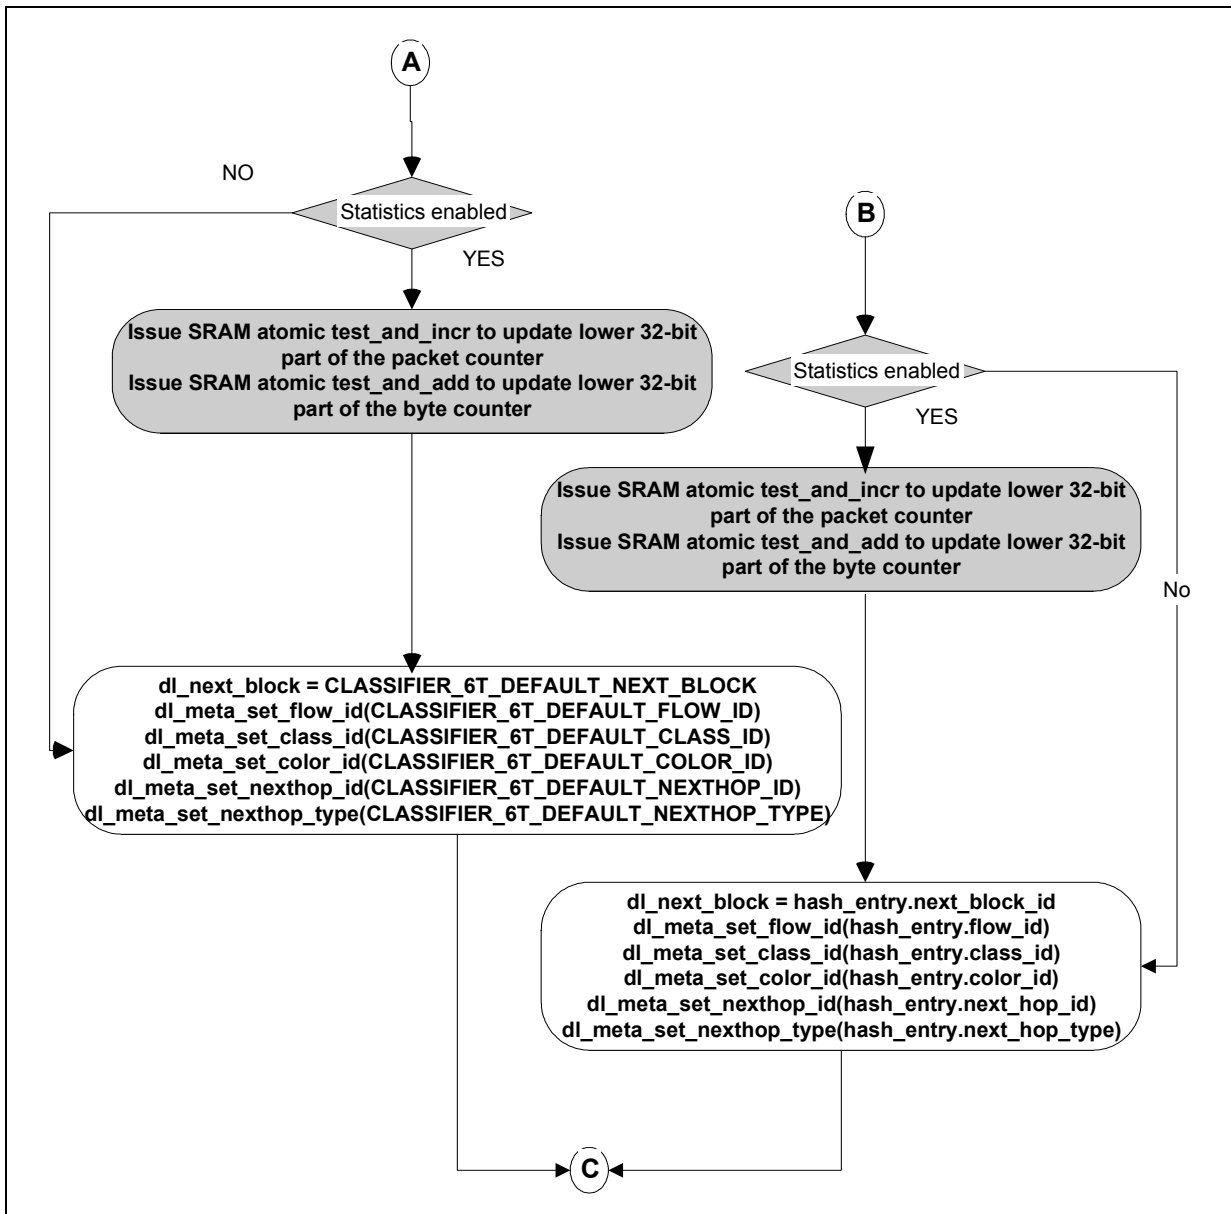 A
NO
Statistics enabled
YES
Issue SRAM atomic test_and_incr to update lower 32-bit
part of the packet counter
Issue SRAM atomic test_and_add to update lower 32-bit
part of the byte counter
dl_next_block = CLASSIFIER_6T_DEFAULT_NEXT_BLOCK
dl_meta_set_flow_id(CLASSIFIER_6T_DEFAULT_FLOW_ID)
dl_meta_set_class_id(CLASSIFIER_6T_DEFAULT_CLASS_ID)
dl_meta_set_color_id(CLASSIFIER_6T_DEFAULT_COLOR_ID)
dl_meta_set_nexthop_id(CLASSIFIER_6T_DEFAULT_NEXTHOP_ID)
dl_meta_set_nexthop_type(CLASSIFIER_6T_DEFAULT_NEXTHOP_TYPE)
B
Statistics enabled
YES
No
Issue SRAM atomic test_and_incr to update lower 32-bit
part of the packet counter
Issue SRAM atomic test_and_add to update lower 32-bit
part of the byte counter
dl_next_block = hash_entry.next_block_id
dl_meta_set_flow_id(hash_entry.flow_id)
dl_meta_set_class_id(hash_entry.class_id)
dl_meta_set_color_id(hash_entry.color_id)
dl_meta_set_nexthop_id(hash_entry.next_hop_id)
dl_meta_set_nexthop_type(hash_entry.next_hop_type)
C